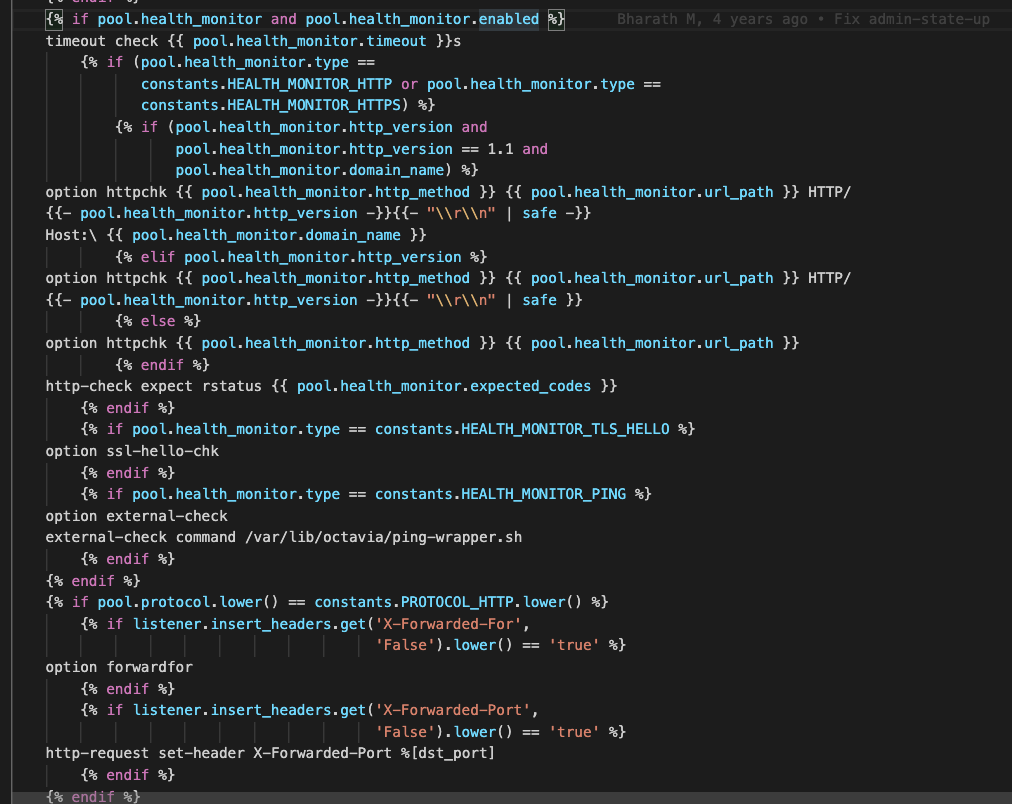 {% if pool.health_monitor and pool.health_monitor.enabled %} Bharath M, 4 years ago • Fix admin-state-up
timeout check {{ pool.health_monitor.timeout }}s
{% if (pool.health_monitor.type ==
constants.HEALTH_MONITOR_HTTP or pool.health_monitor.type ==
constants.HEALTH_MONITOR_HTTPS) %}
{% if (pool.health_monitor.http_version and
pool.health_monitor.http_version == 1.1 and
pool.health_monitor.domain_name) %}
option httpchk {{ pool.health_monitor.http_method }} {{ pool.health_monitor.url_path }} HTTP/
{{- pool.health_monitor.http_version -}}{{- "\\r\\n" | safe -}}
Host:\ {{ pool.health_monitor.domain_name }}
{% elif pool.health_monitor.http_version %}
option httpchk {{ pool.health_monitor.http_method }} {{ pool.health_monitor.url_path }} HTTP/
{{- pool.health_monitor.http_version -}}{{- "\\r\\n" | safe }}
{% else %}
option httpchk {{ pool.health_monitor.http_method }} {{ pool.health_monitor.url_path }}
{% endif %}
http-check expect rstatus {{ pool.health_monitor.expected_codes }}
{% endif %}
{% if pool.health_monitor.type == constants.HEALTH_MONITOR_TLS_HELLO %}
option ssl-hello-chk
{% endif %}
{% if pool.health_monitor.type == constants.HEALTH_MONITOR_PING %}
option external-check
external-check command /var/lib/octavia/ping-wrapper.sh
{% endif %}
{% endif %}
{% if pool.protocol.lower() == constants.PROTOCOL_HTTP.lower() %}
{% if listener.insert_headers.get('X-Forwarded-For',
'False').lower() == 'true' %}
option forwardfor
{% endif %}
{% if listener.insert_headers.get('X-Forwarded-Port',
'False').lower() == 'true' %}
http-request set-header X-Forwarded-Port %[dst_port]
{% endif %}
{% endif %}